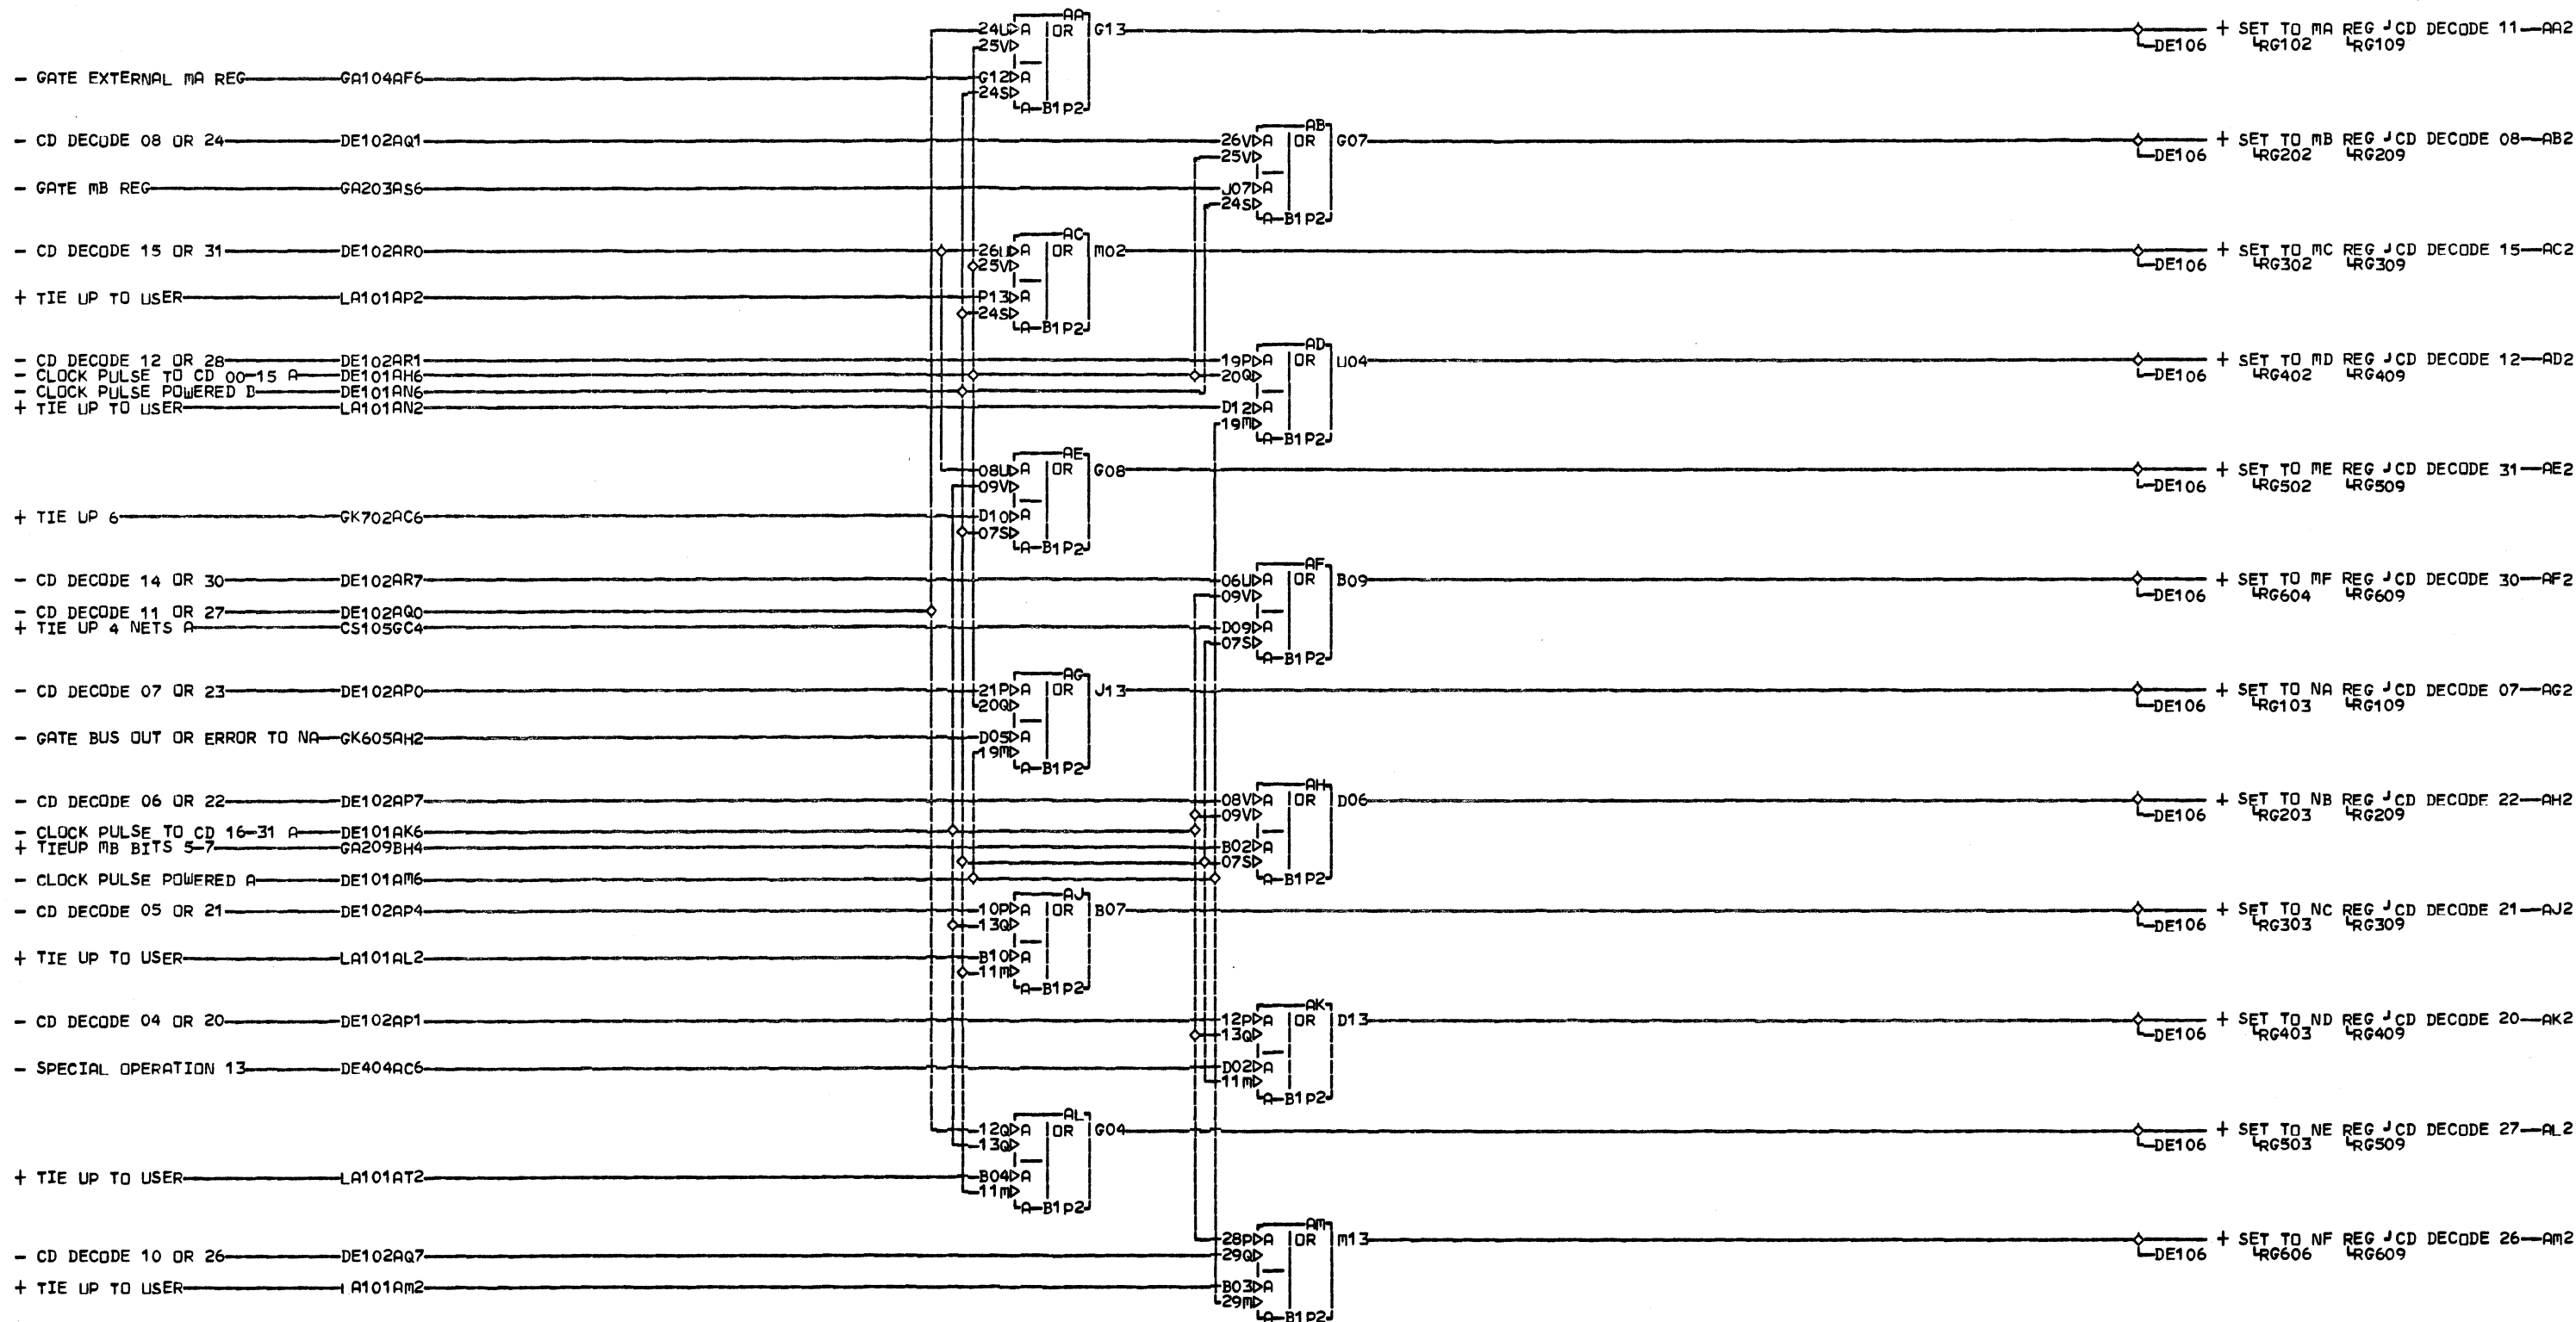 AA
24U A OR G13 + SET TO MA REG CD DECODE 11 AA2
25V DE106 RG102 RG109
- GATE EXTERNAL MA REG GA104AF6 G12 A
24S
A B1P2
AB
- CD DECODE 08 OR 24 DE102AQ1 26V A OR G07 + SET TO MB REG CD DECODE 08 AB2
25V DE106 RG202 RG209
- GATE MB REG GA203AS6 J07 A
24S
A B1P2
AC
- CD DECODE 15 OR 31 DE102AR0 26U A OR M02 + SET TO MC REG CD DECODE 15 AC2
25V DE106 RG302 RG309
+ TIE UP TO USER LA101AP2 P13 A
24S
A B1P2
AD
- CD DECODE 12 OR 28 DE102AR1 19P A OR U04 + SET TO MD REG CD DECODE 12 AD2
- CLOCK PULSE TO CD 00-15 A DE101AH6 20Q DE106 RG402 RG409
- CLOCK PULSE POWERED B DE101AN6
+ TIE UP TO USER LA101AN2 D12 A
19M
A B1P2
AE
08U A OR G08 + SET TO ME REG CD DECODE 31 AE2
09V DE106 RG502 RG509
+ TIE UP 6 GK702AC6 D10 A
07S
A B1P2
AF
- CD DECODE 14 OR 30 DE102AR7 06U A OR B09 + SET TO MF REG CD DECODE 30 AF2
09V DE106 RG604 RG609
- CD DECODE 11 OR 27 DE102AQ0
+ TIE UP 4 NETS A CS105GC4 D09 A
07S
A B1P2
AG
- CD DECODE 07 OR 23 DE102AP0 21P A OR J13 + SET TO NA REG CD DECODE 07 AG2
20Q DE106 RG103 RG109
- GATE BUS OUT OR ERROR TO NA GK605AH2 D05 A
19M
A B1P2
AH
- CD DECODE 06 OR 22 DE102AP7 08V A OR D06 + SET TO NB REG CD DECODE 22 AH2
09V DE106 RG203 RG209
- CLOCK PULSE TO CD 16-31 A DE101AK6
+ TIEUP MB BITS 5-7 GA209BH4 B02 A
07S
- CLOCK PULSE POWERED A DE101AM6 A B1P2
AJ
- CD DECODE 05 OR 21 DE102AP4 10P A OR B07 + SET TO NC REG CD DECODE 21 AJ2
13Q DE106 RG303 RG309
+ TIE UP TO USER LA101AL2 B10 A
11M
A B1P2
AK
- CD DECODE 04 OR 20 DE102AP1 12P A OR D13 + SET TO ND REG CD DECODE 20 AK2
13Q DE106 RG403 RG409
- SPECIAL OPERATION 13 DE404AC6 D02 A
11M
A B1P2
AL
12Q A OR G04 + SET TO NE REG CD DECODE 27 AL2
13Q DE106 RG503 RG509
+ TIE UP TO USER LA101AT2 B04 A
11M
A B1P2
AM
28P A OR M13 + SET TO NF REG CD DECODE 26 AM2
- CD DECODE 10 OR 26 DE102AQ7 29Q DE106 RG606 RG609
+ TIE UP TO USER LA101AM2 B03 A
29M
A B1P2